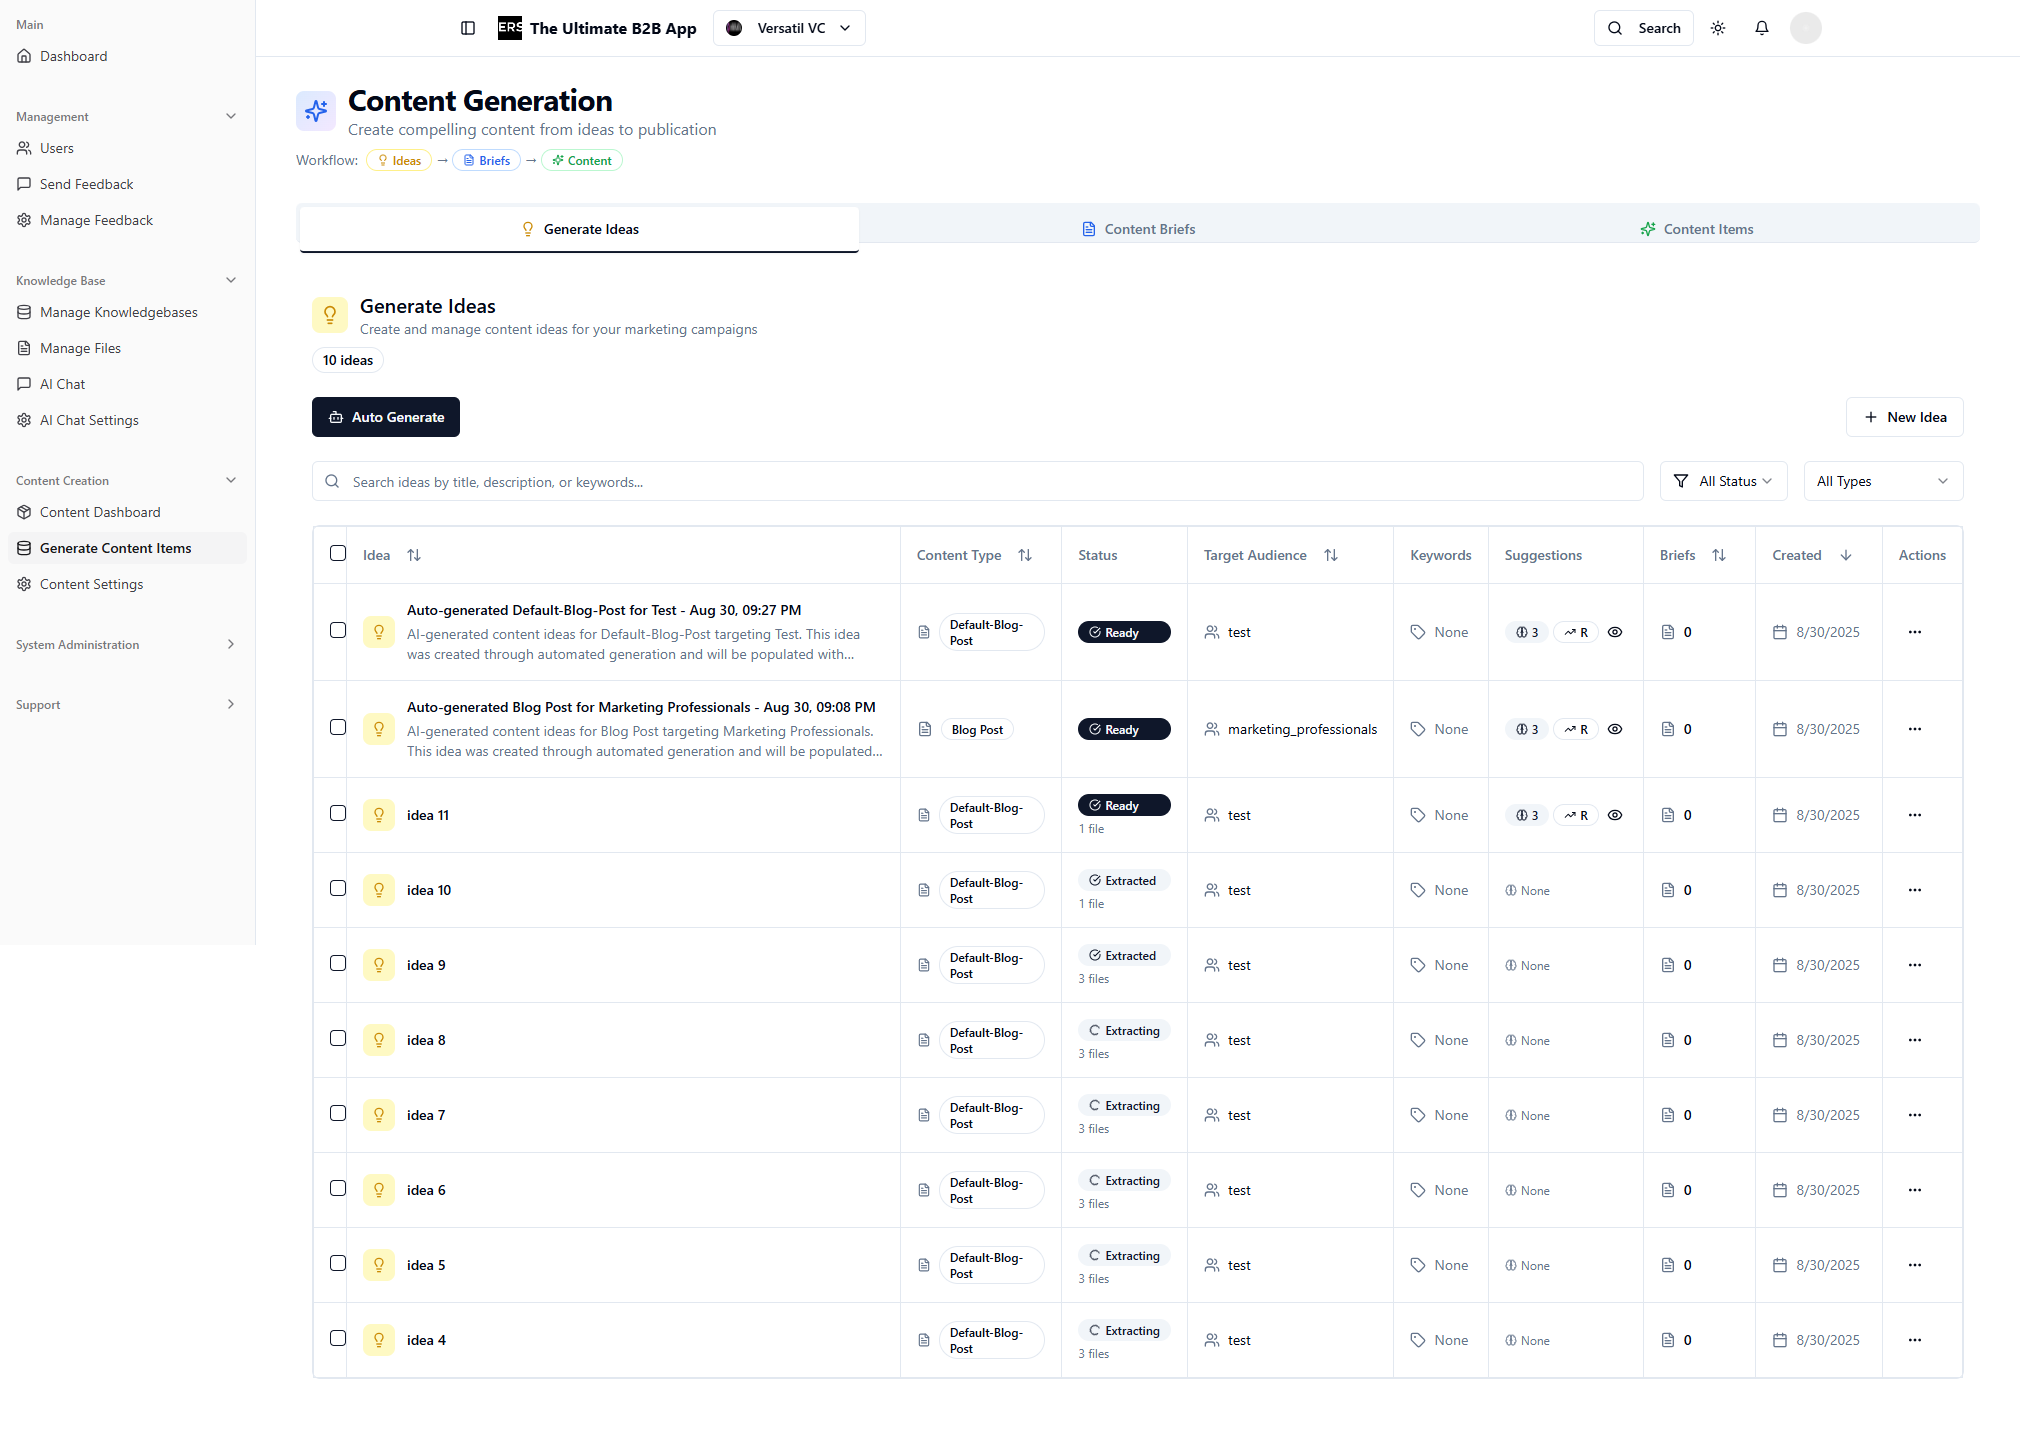 Main
Dashboard
Management
Users
Send Feedback
Manage Feedback
Knowledge Base
Manage Knowledgebases
Manage Files
AI Chat
AI Chat Settings
Content Creation
Content Dashboard
Generate Content Items
Content Settings
System Administration
Support
ERS The Ultimate B2B App Versatil VC Search
Content Generation
Create compelling content from ideas to publication
Workflow: Ideas → Briefs → Content
Generate Ideas Content Briefs Content Items
Generate Ideas
Create and manage content ideas for your marketing campaigns
10 ideas
Auto Generate New Idea
Search ideas by title, description, or keywords... All Status All Types
Idea Content Type Status Target Audience Keywords Suggestions Briefs Created Actions
Auto-generated Default-Blog-Post for Test - Aug 30, 09:27 PM
AI-generated content ideas for Default-Blog-Post targeting Test. This idea
was created through automated generation and will be populated with...
Default-Blog-
Post
Ready test None 3 R 0 8/30/2025
Auto-generated Blog Post for Marketing Professionals - Aug 30, 09:08 PM
AI-generated content ideas for Blog Post targeting Marketing Professionals.
This idea was created through automated generation and will be populated...
Blog Post Ready marketing_professionals None 3 R 0 8/30/2025
idea 11
Default-Blog-
Post
Ready
1 file
test None 3 R 0 8/30/2025
idea 10
Default-Blog-
Post
Extracted
1 file
test None None 0 8/30/2025
idea 9
Default-Blog-
Post
Extracted
3 files
test None None 0 8/30/2025
idea 8
Default-Blog-
Post
Extracting
3 files
test None None 0 8/30/2025
idea 7
Default-Blog-
Post
Extracting
3 files
test None None 0 8/30/2025
idea 6
Default-Blog-
Post
Extracting
3 files
test None None 0 8/30/2025
idea 5
Default-Blog-
Post
Extracting
3 files
test None None 0 8/30/2025
idea 4
Default-Blog-
Post
Extracting
3 files
test None None 0 8/30/2025